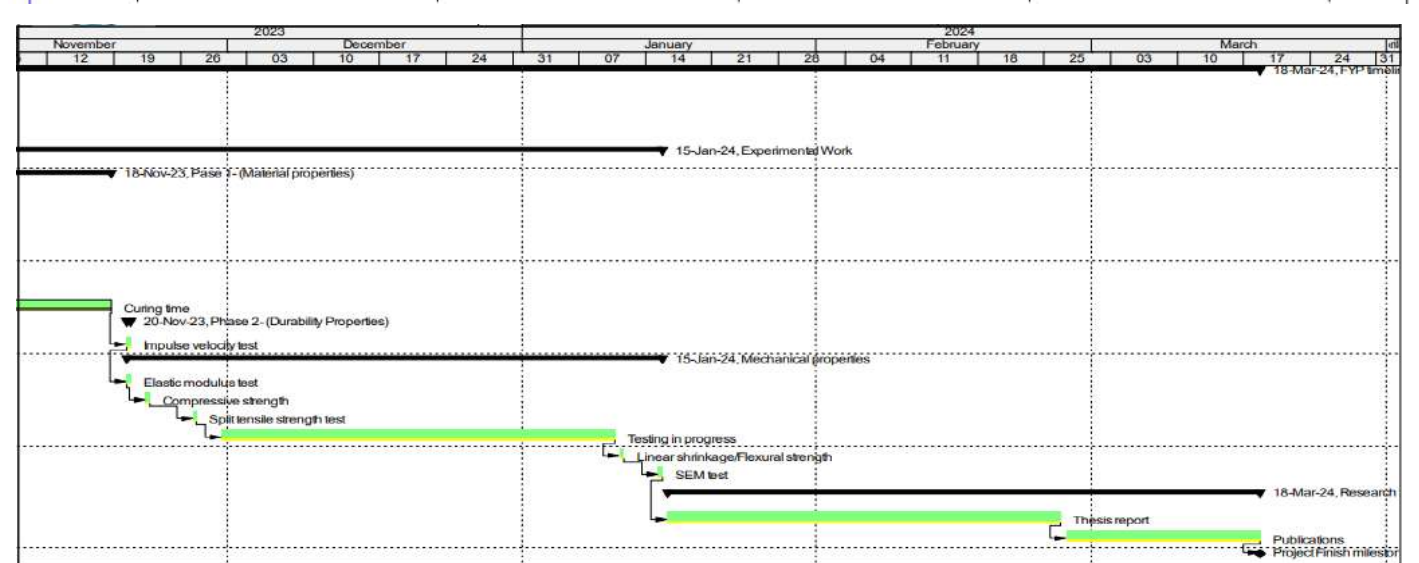 2023 2024
November December January February March
12 19 26 03 10 17 24 31 07 14 21 28 04 11 18 25 03 10 17 24 31
18-Mar-24, FYP timelin
15-Jan-24, Experimental Work
18-Nov-23, Pase 1- (Material properties)
Curing time
20-Nov-23, Phase 2- (Durability Properties)
Impulse velocity test
15-Jan-24, Mechanical properties
Elastic modulus test
Compressive strength
Split tensile strength test
Testing in progress
Linear shrinkage/Flexural strength
SEM test
18-Mar-24, Research
Thesis report
Publications
Project Finish mileston